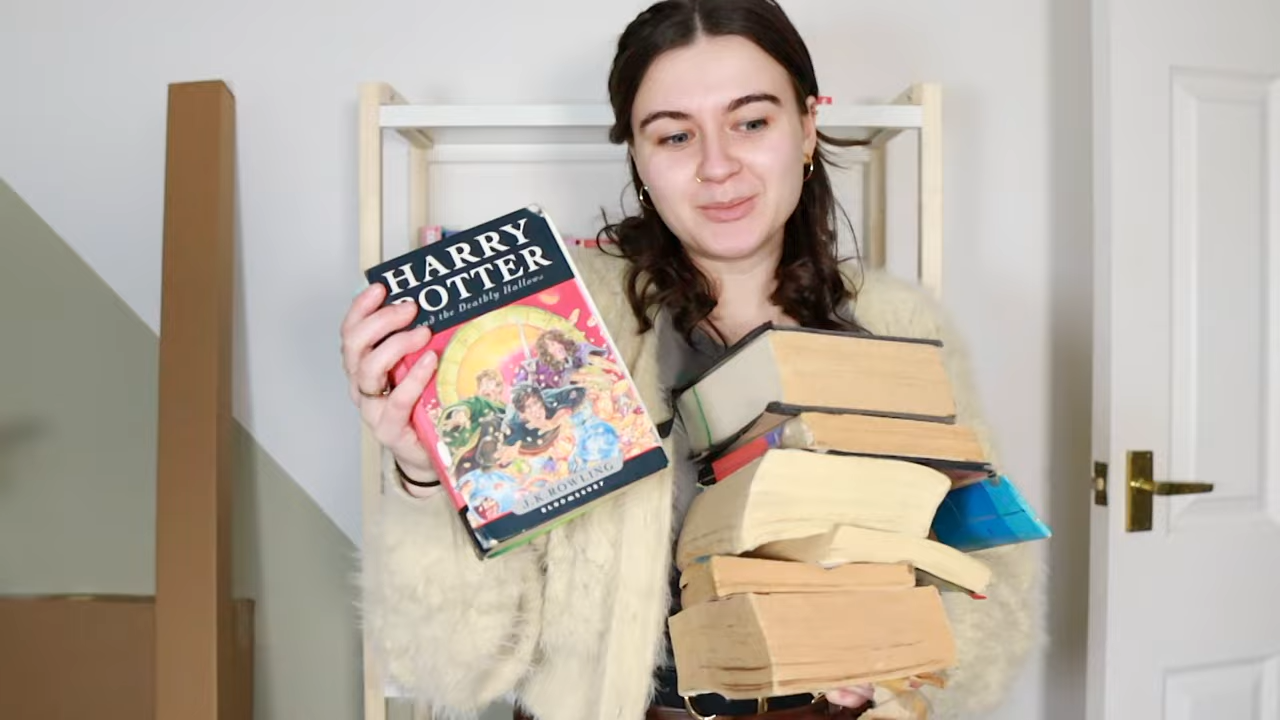 HARRY
POTTER
and the Deathly Hallows
J.K. ROWLING
BLOOMSBURY